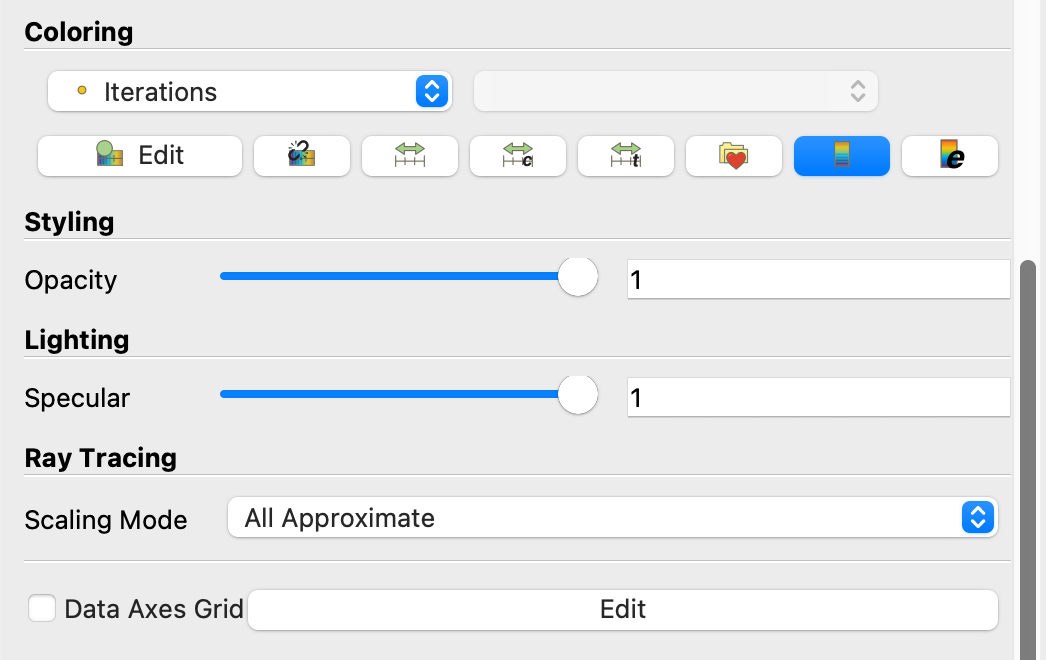 Coloring
Iterations
Edit
c
t
e
Styling
Opacity 1
Lighting
Specular 1
Ray Tracing
Scaling Mode All Approximate
Data Axes Grid Edit